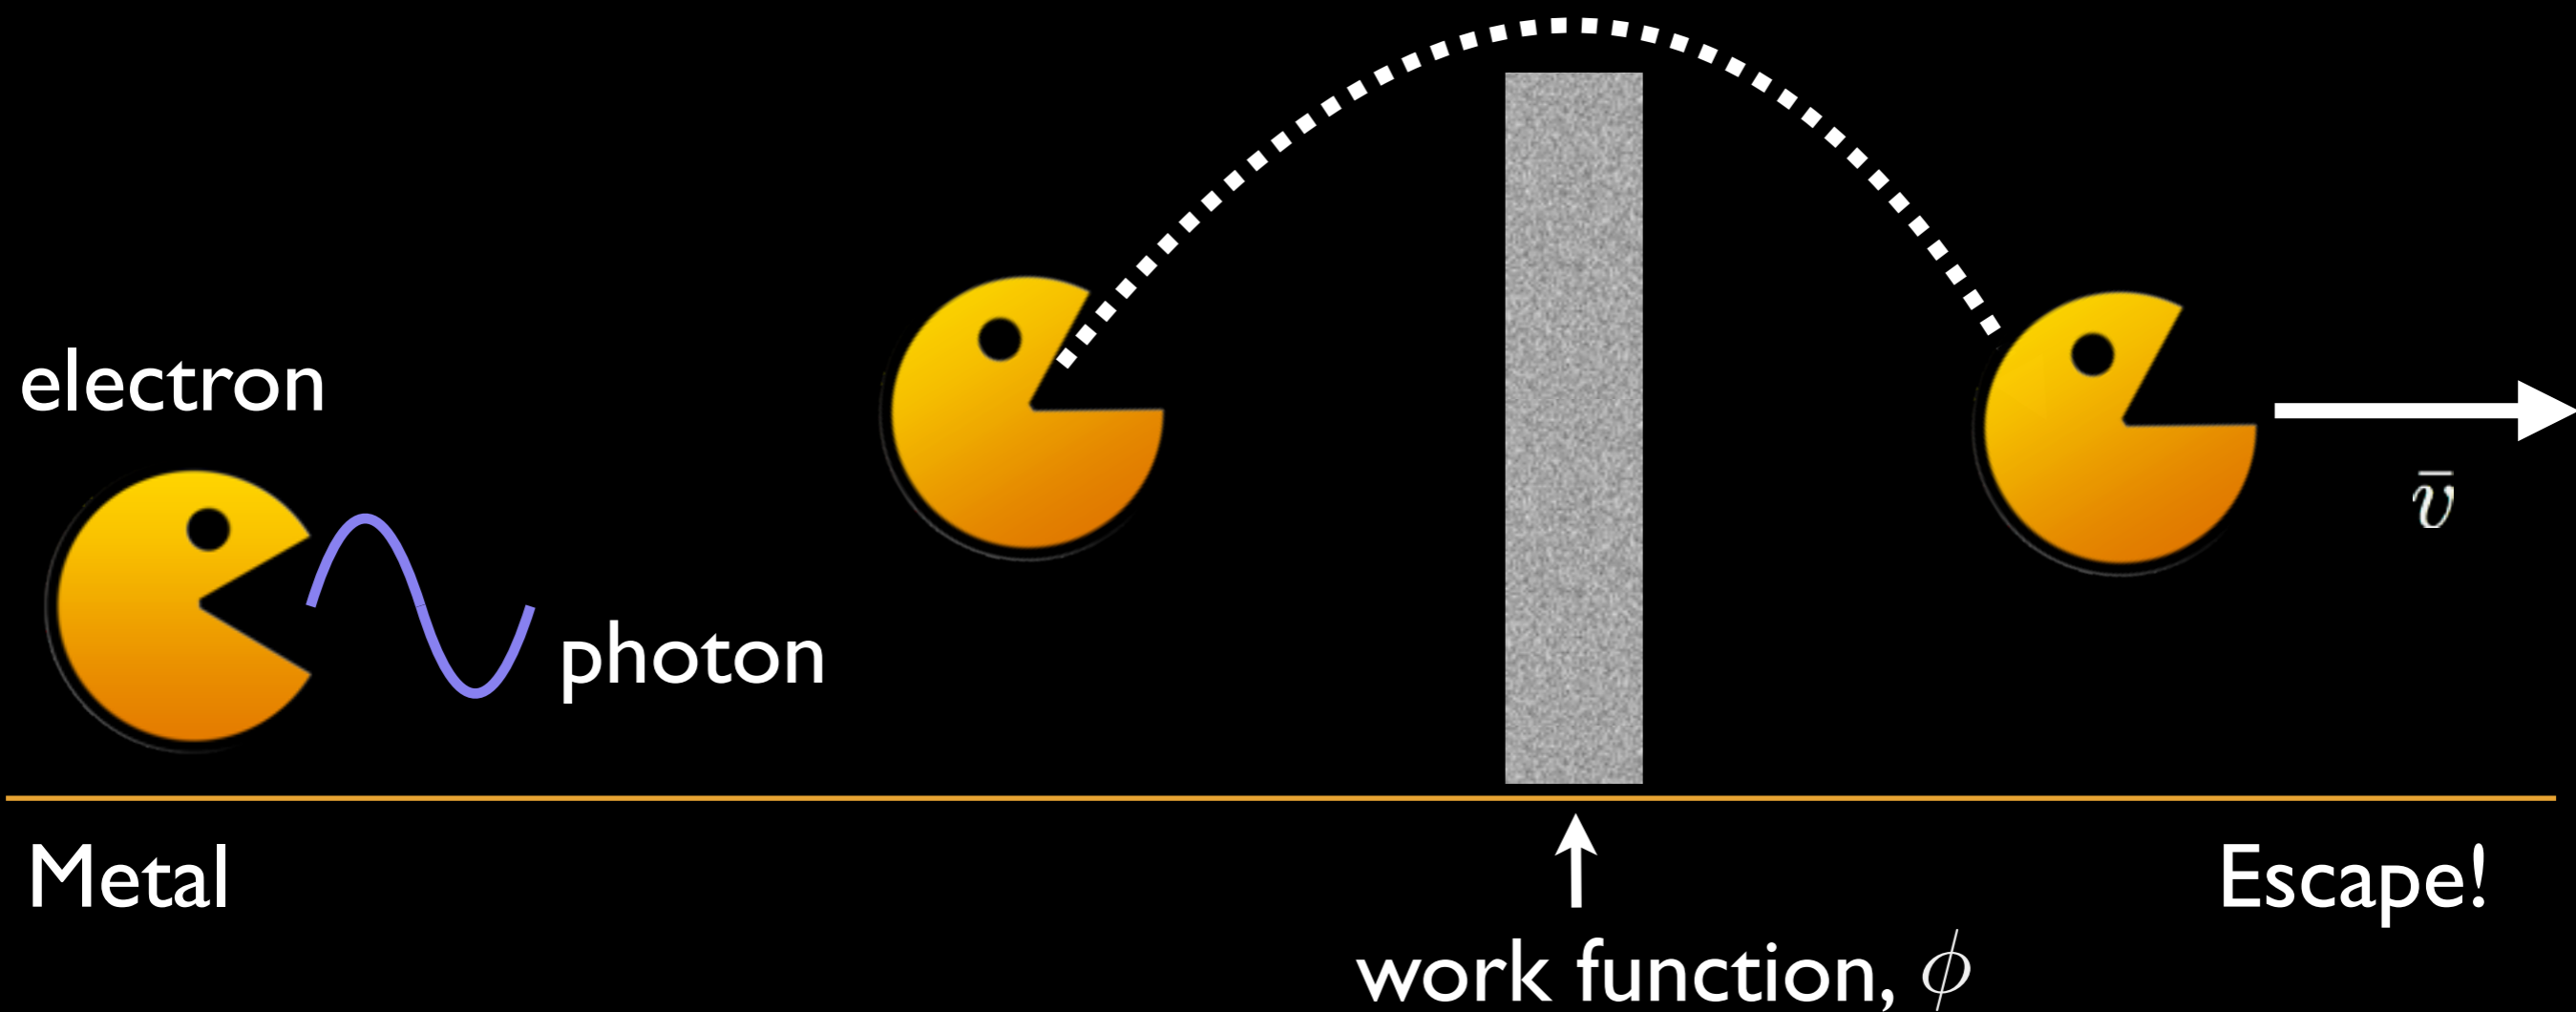 electron
photon
v̄
Metal
Escape!
work function, ϕ